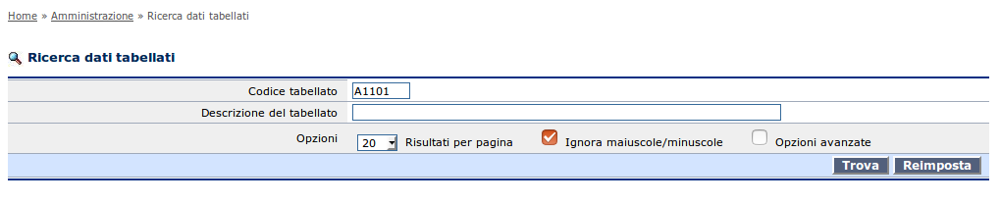 Home » Amministrazione » Ricerca dati tabellati
Ricerca dati tabellati
Codice tabellato A1101
Descrizione del tabellato
Opzioni 20 Risultati per pagina Ignora maiuscole/minuscole Opzioni avanzate
Trova Reimposta